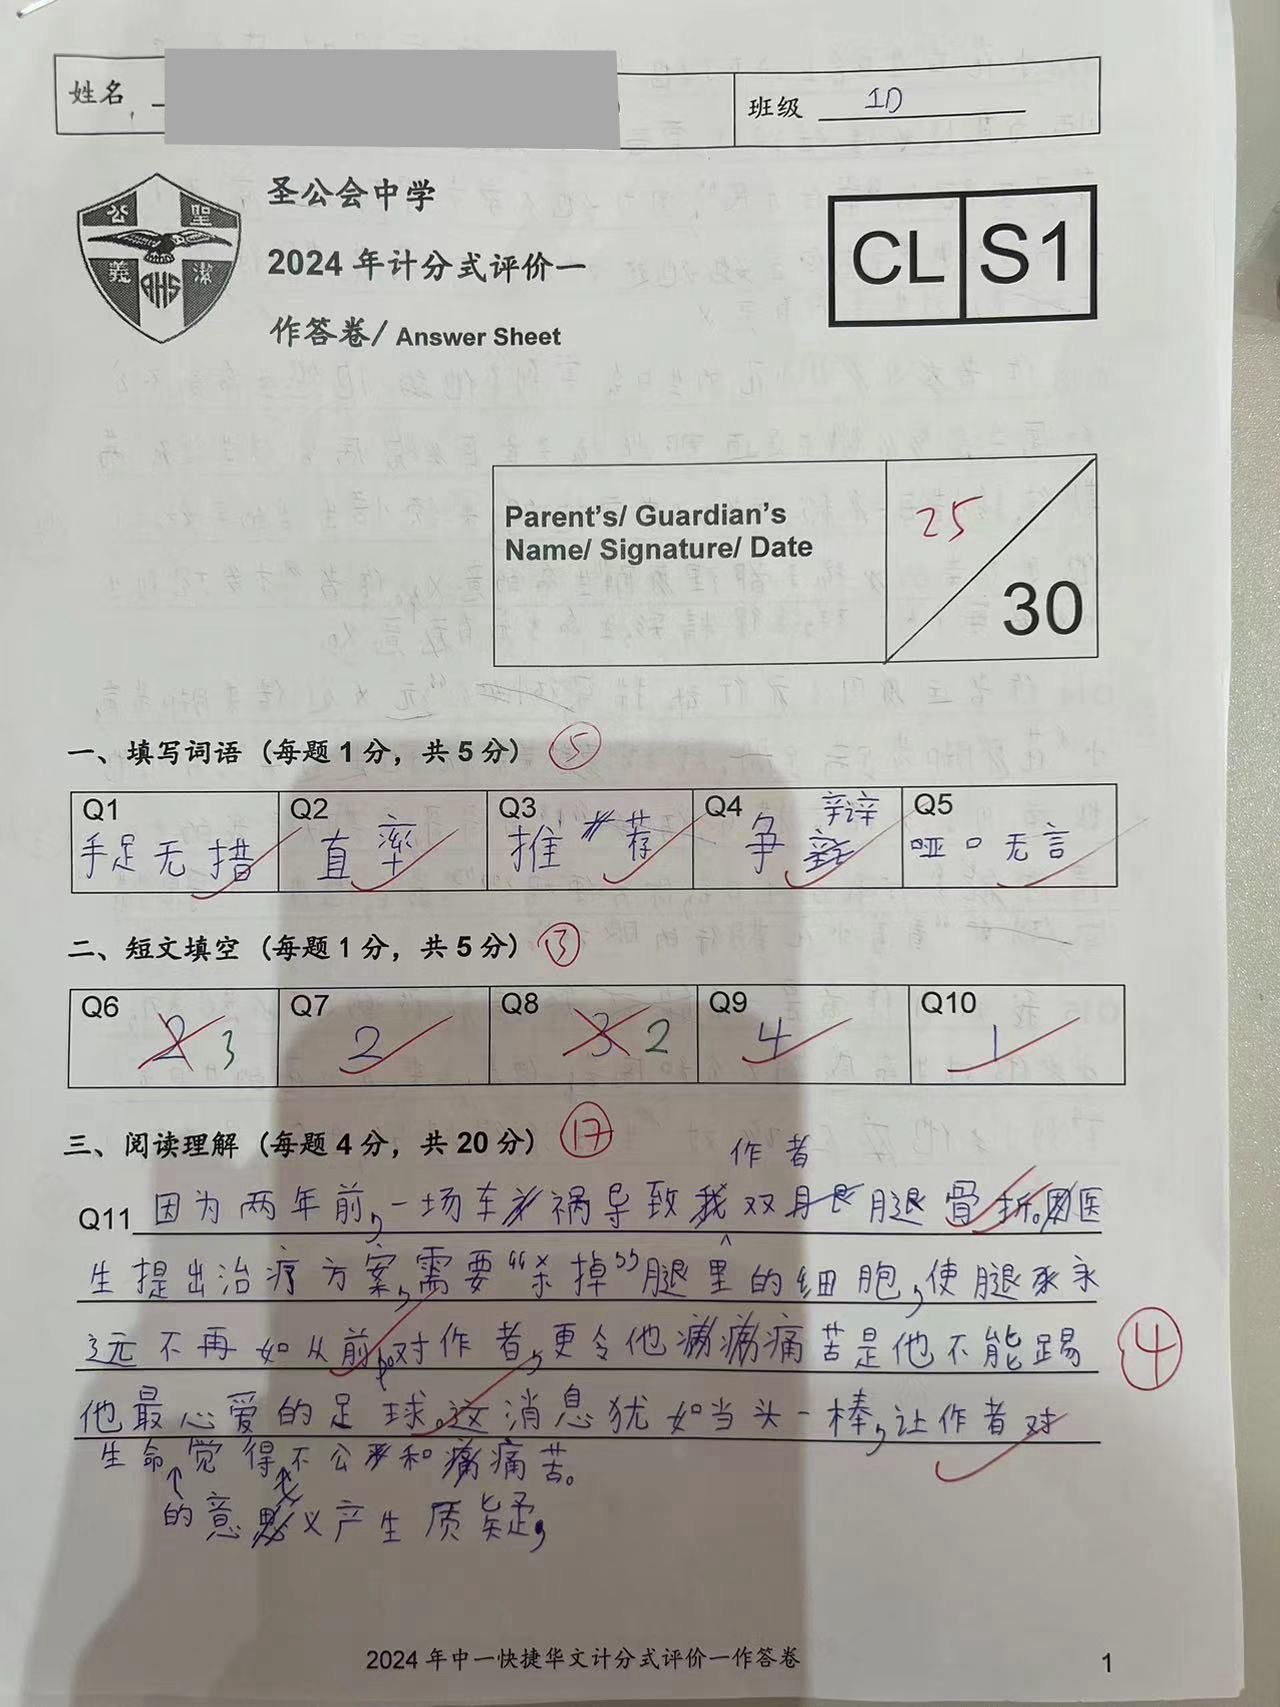 姓名
班级 1D
公 聖
義 潔
AHS
圣公会中学
2024 年计分式评价一
作答卷/ Answer Sheet
CL S1
Parent's/ Guardian's
Name/ Signature/ Date
25
30
一、填写词语（每题 1 分，共 5 分） 5
Q1 Q2 Q3 Q4 Q5
手足无措 直率 推荐 争辩 哑口无言
二、短文填空（每题 1 分，共 5 分） 3
Q6 Q7 Q8 Q9 Q10
2 3 2 3 2 4 1
三、阅读理解（每题 4 分，共 20 分） 17
作者
Q11 因为两年前，一场车祸导致我双腿骨折。医
生提出治疗方案，需要“杀掉”腿里的细胞，使腿永
远不再如从前。对作者，更令他痛苦是他不能踢
他最心爱的足球。这消息犹如当头一棒，让作者对
4
生命觉得不公和痛苦。
的意义产生质疑，
2024 年中一快捷华文计分式评价一作答卷
1